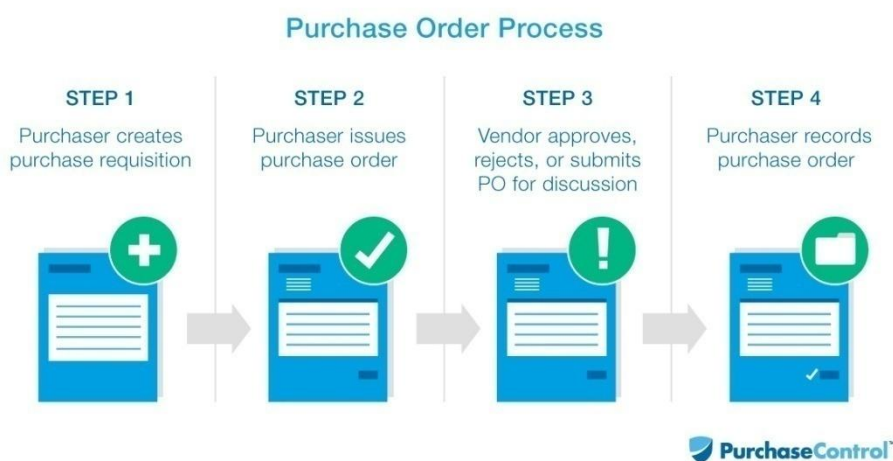 Purchase Order Process
STEP 1
Purchaser creates
purchase requisition
STEP 2
Purchaser issues
purchase order
STEP 3
Vendor approves,
rejects, or submits
PO for discussion
STEP 4
Purchaser records
purchase order
PurchaseControl™